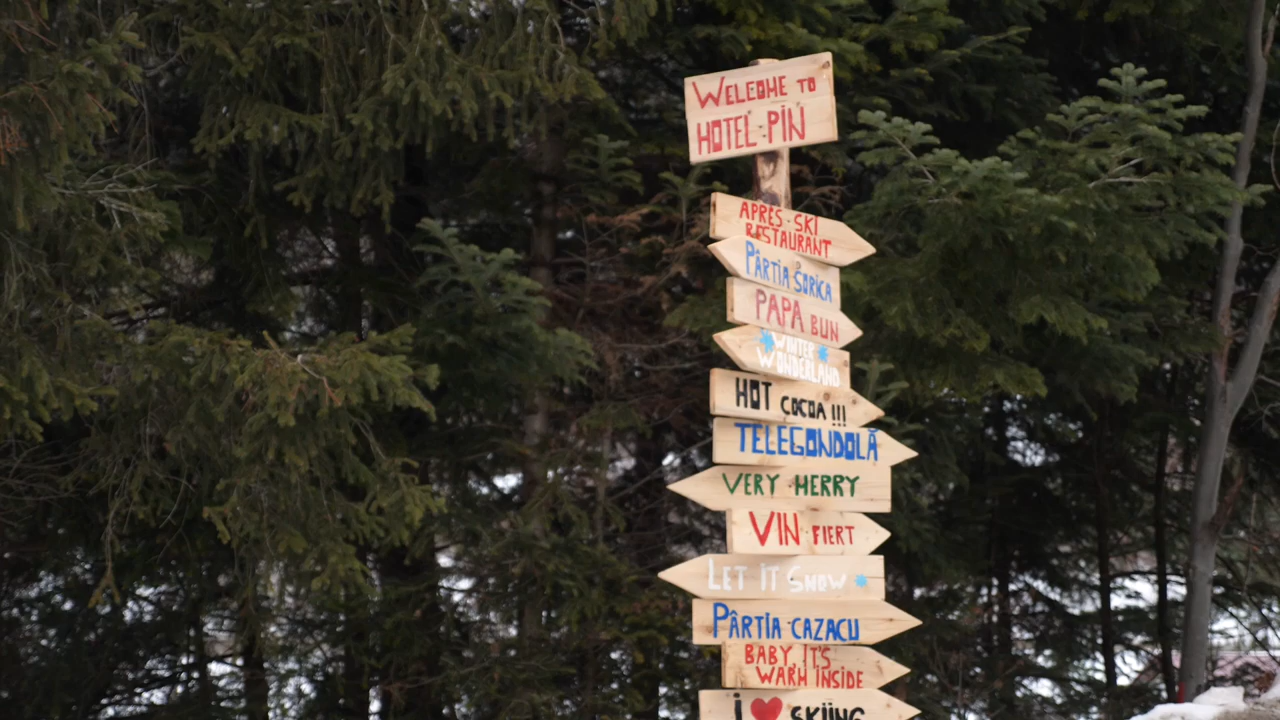 WELCOME TO
HOTEL PIN
APRES-SKI
RESTAURANT
PÂRTIA SORICA
PAPA BUN
WINTER
WONDERLAND
HOT COCOA !!!
TELEGONDOLĂ
VERY MERRY
VIN FIERT
LET IT SNOW
PÂRTIA CAZACU
BABY, IT'S
WARM INSIDE
I ❤ SKIING